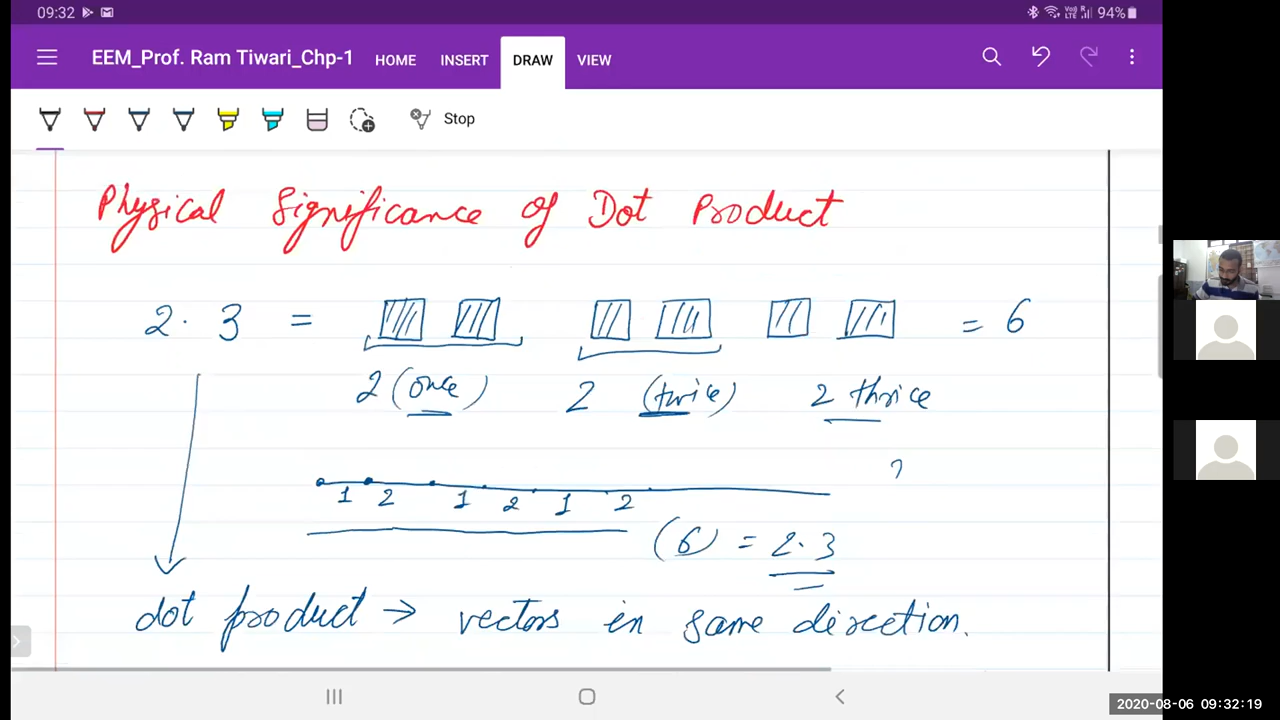 09:32
94%
EEM_Prof. Ram Tiwari_Chp-1 HOME INSERT DRAW VIEW
Stop
Physical Significance of Dot Product
2 . 3 = = 6
2 (once) 2 (twice) 2 thrice
1 2 1 2 1 2
(6) = 2.3
dot product → vectors in same direction.
2020-08-06 09:32:19